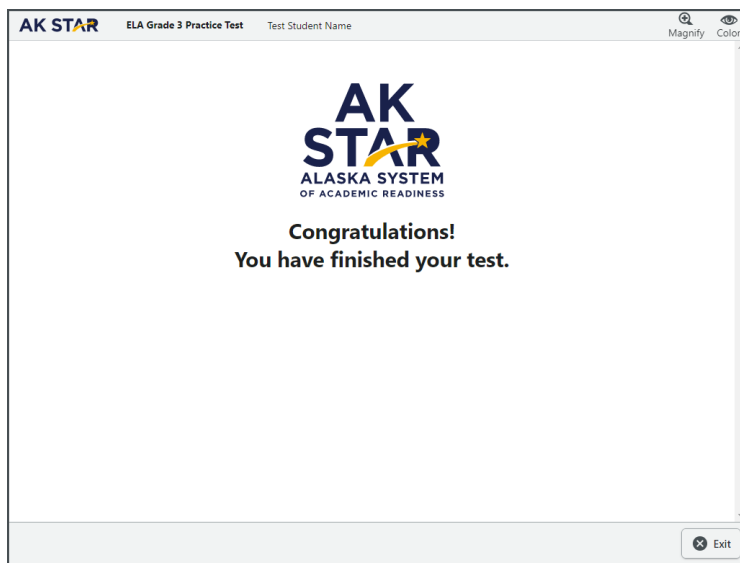 AK STAR ELA Grade 3 Practice Test Test Student Name
Magnify Color
AK
STAR
ALASKA SYSTEM
OF ACADEMIC READINESS
Congratulations!
You have finished your test.
Exit